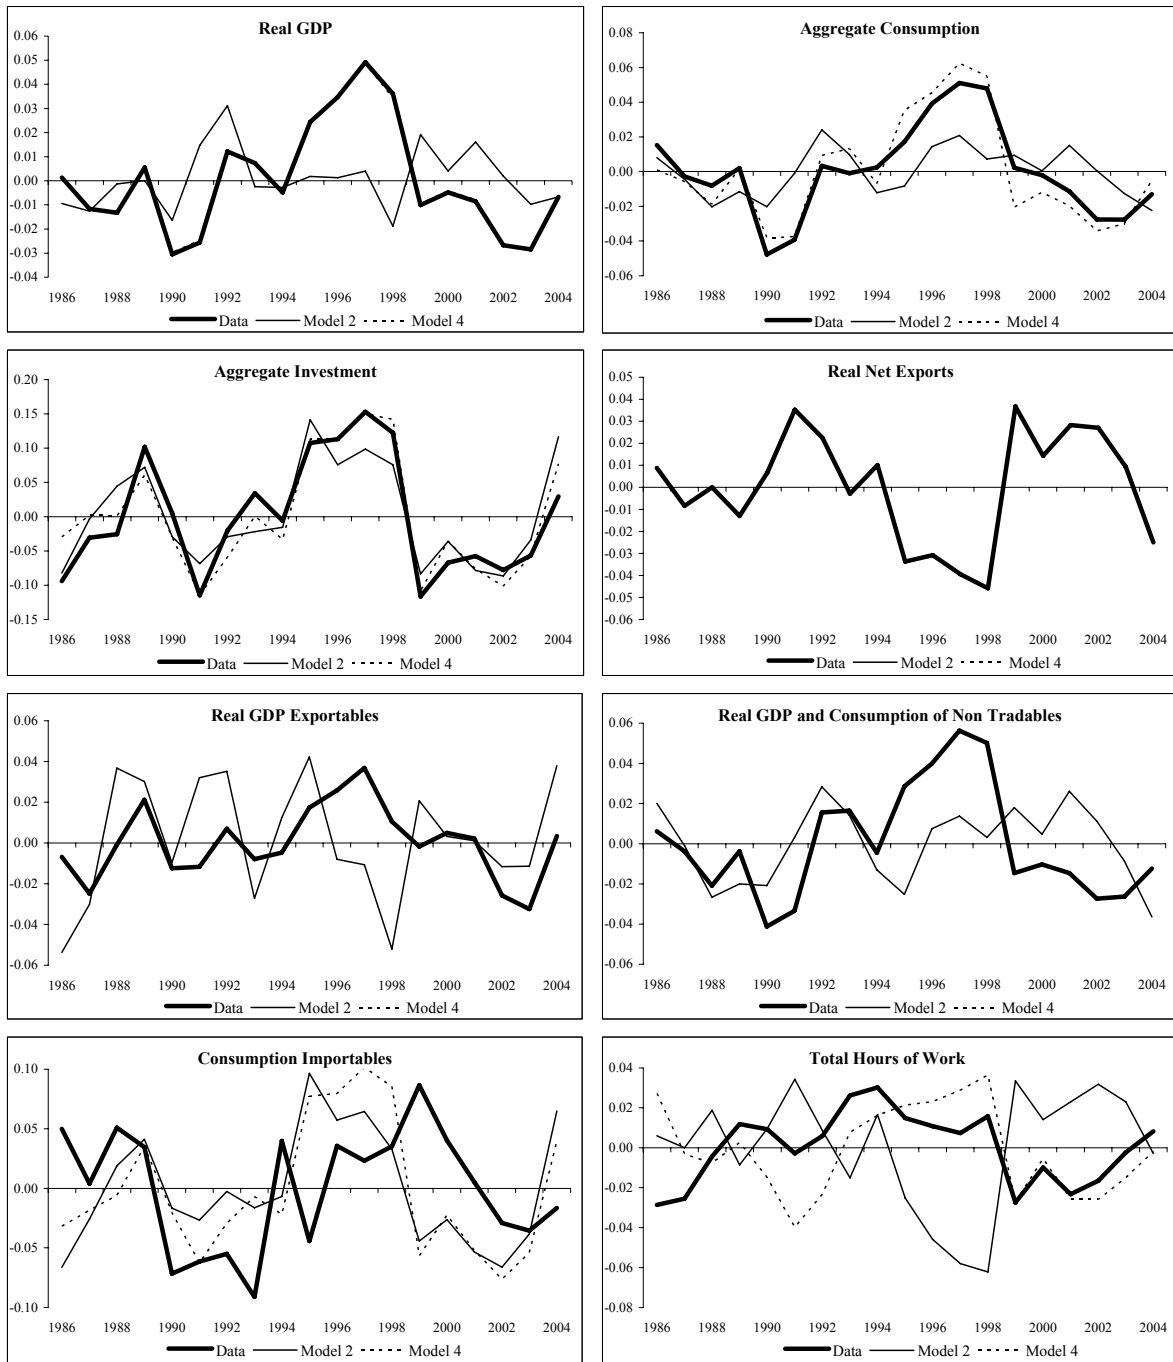 Real GDP
0.06
0.05
0.04
0.03
0.02
0.01
0.00
-0.01
-0.02
-0.03
-0.04
1986 1988 1990 1992 1994 1996 1998 2000 2002 2004
Data Model 2 Model 4
Aggregate Consumption
0.08
0.06
0.04
0.02
0.00
-0.02
-0.04
-0.06
1986 1988 1990 1992 1994 1996 1998 2000 2002 2004
Data Model 2 Model 4
Aggregate Investment
0.20
0.15
0.10
0.05
0.00
-0.05
-0.10
-0.15
1986 1988 1990 1992 1994 1996 1998 2000 2002 2004
Data Model 2 Model 4
Real Net Exports
0.05
0.04
0.03
0.02
0.01
0.00
-0.01
-0.02
-0.03
-0.04
-0.05
-0.06
1986 1988 1990 1992 1994 1996 1998 2000 2002 2004
Data Model 2 Model 4
Real GDP Exportables
0.06
0.04
0.02
0.00
-0.02
-0.04
-0.06
1986 1988 1990 1992 1994 1996 1998 2000 2002 2004
Data Model 2 Model 4
Real GDP and Consumption of Non Tradables
0.06
0.04
0.02
0.00
-0.02
-0.04
-0.06
1986 1988 1990 1992 1994 1996 1998 2000 2002 2004
Data Model 2 Model 4
Consumption Importables
0.10
0.05
0.00
-0.05
-0.10
1986 1988 1990 1992 1994 1996 1998 2000 2002 2004
Data Model 2 Model 4
Total Hours of Work
0.04
0.02
0.00
-0.02
-0.04
-0.06
-0.08
1986 1988 1990 1992 1994 1996 1998 2000 2002 2004
Data Model 2 Model 4